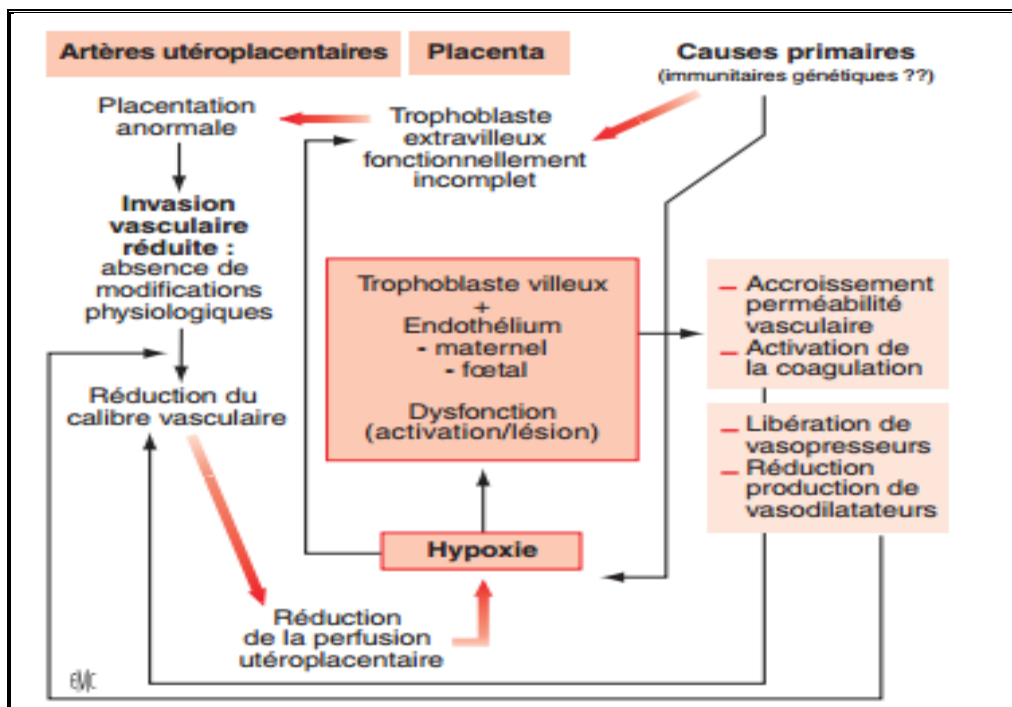 Artères utéroplacentaires
Placenta
Causes primaires
(immunitaires génétiques ??)
Placentation
anormale
Trophoblaste
extravilleux
fonctionnellement
incomplet
Invasion
vasculaire
réduite :
absence de
modifications
physiologiques
Réduction du
calibre vasculaire
Trophoblaste villeux
+
Endothélium
- maternel
- fœtal
Dysfonction
(activation/lésion)
– Accroissement
perméabilité
vasculaire
– Activation de
la coagulation
– Libération de
vasopresseurs
– Réduction
production de
vasodilatateurs
Hypoxie
Réduction
de la perfusion
utéroplacentaire
EMC